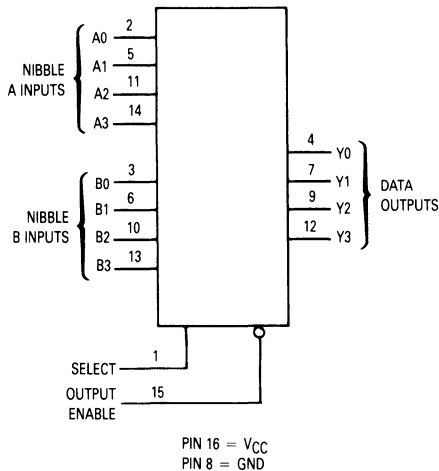 A0 2
A1 5
A2 11
A3 14
NIBBLE
A INPUTS
B0 3
B1 6
B2 10
B3 13
NIBBLE
B INPUTS
4 Y0
7 Y1
9 Y2
12 Y3
DATA
OUTPUTS
SELECT 1
OUTPUT 15
ENABLE
PIN 16 = VCC
PIN 8 = GND